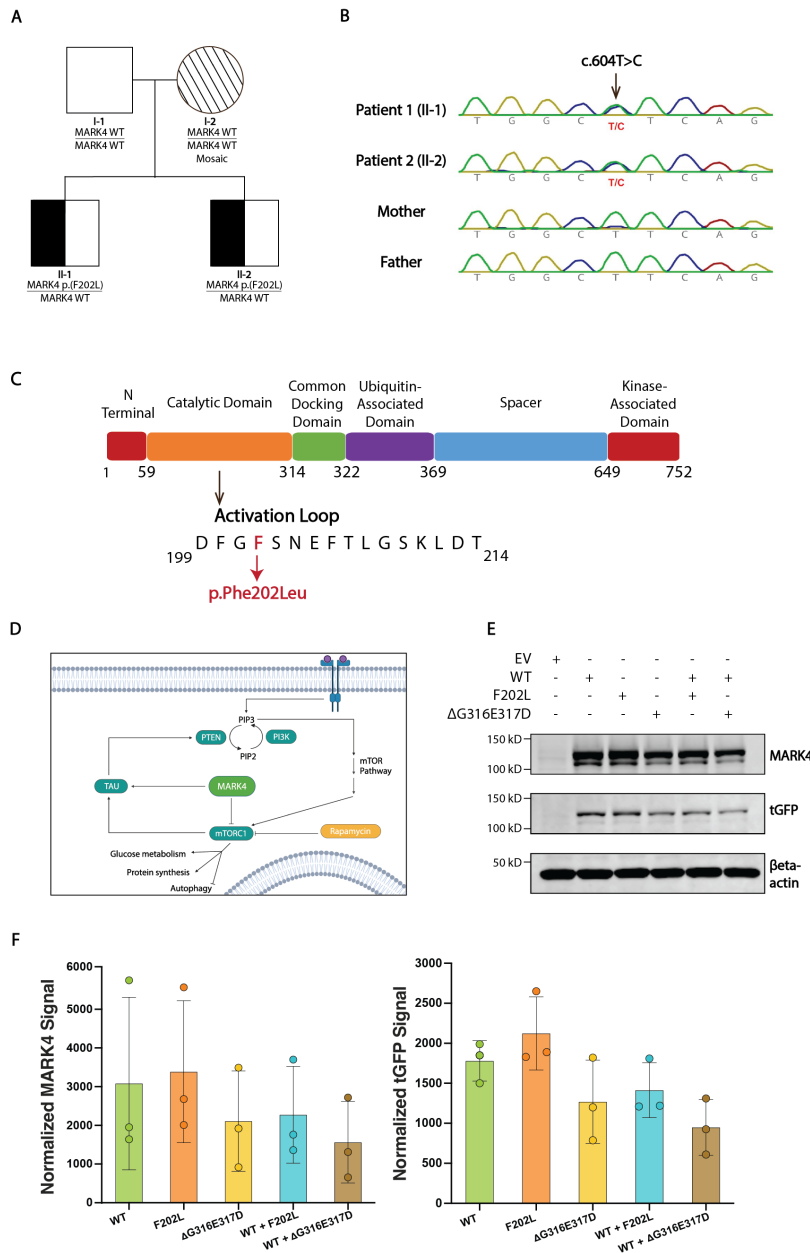 A
I-1
MARK4 WT
MARK4 WT
I-2
MARK4 WT
MARK4 WT
Mosaic
II-1
MARK4 p.(F202L)
MARK4 WT
II-2
MARK4 p.(F202L)
MARK4 WT
B
c.604T>C
Patient 1 (II-1)
T G G C T/C T C A G
Patient 2 (II-2)
T G G C T/C T C A G
Mother
T G G C T T C A G
Father
T G G C T T C A G
C
N
Terminal
Catalytic Domain
Common
Docking
Domain
Ubiquitin-
Associated
Domain
Spacer
Kinase-
Associated
Domain
1 59 314 322 369 649 752
Activation Loop
199 D F G F S N E F T L G S K L D T 214
p.Phe202Leu
D
PIP3
PTEN
PI3K
PIP2
mTOR
Pathway
TAU
MARK4
mTORC1
Rapamycin
Glucose metabolism
Protein synthesis
Autophagy
E
EV + - - - - -
WT - + - - + +
F202L - - + - + -
ΔG316E317D - - - + - +
150 kD
100 kD
MARK4
150 kD
100 kD
tGFP
50 kD
βeta-
actin
F
Normalized MARK4 Signal
6000
5000
4000
3000
2000
1000
0
WT
F202L
ΔG316E317D
WT + F202L
WT + ΔG316E317D
Normalized tGFP Signal
3000
2500
2000
1500
1000
500
0
WT
F202L
ΔG316E317D
WT + F202L
WT + ΔG316E317D